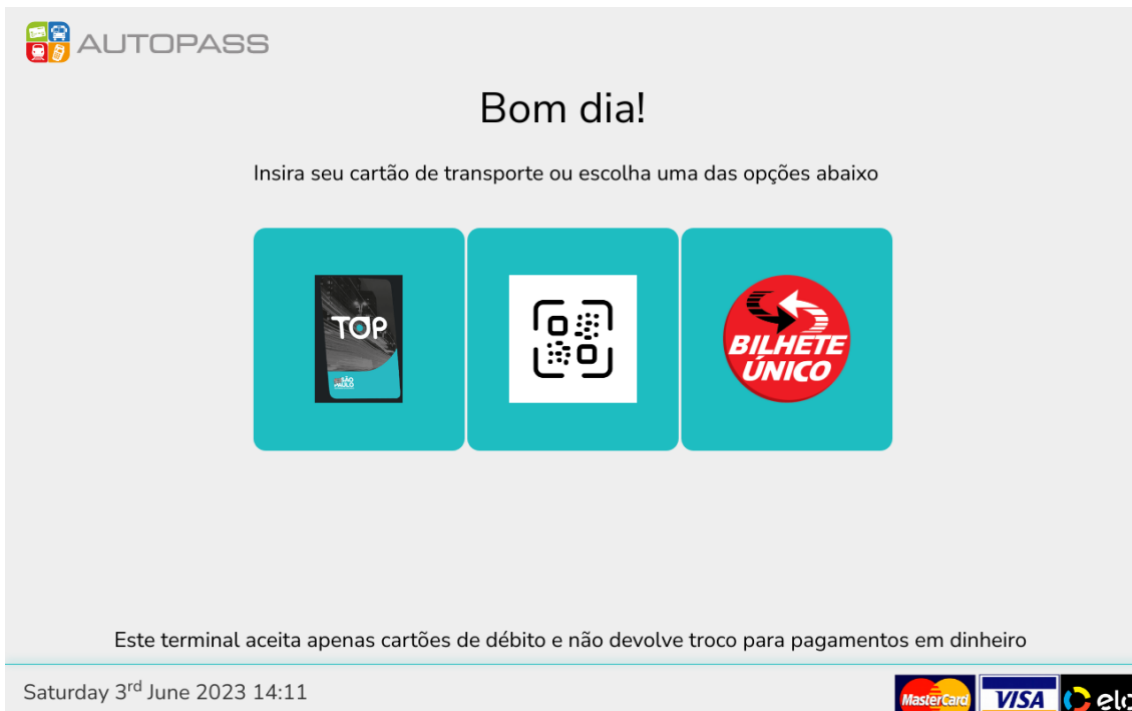 AUTOPASS
Bom dia!
Insira seu cartão de transporte ou escolha uma das opções abaixo
TOP
SÃO
PAULO
BILHETE
ÚNICO
Este terminal aceita apenas cartões de débito e não devolve troco para pagamentos em dinheiro
Saturday 3rd June 2023 14:11
MasterCard
VISA
elo